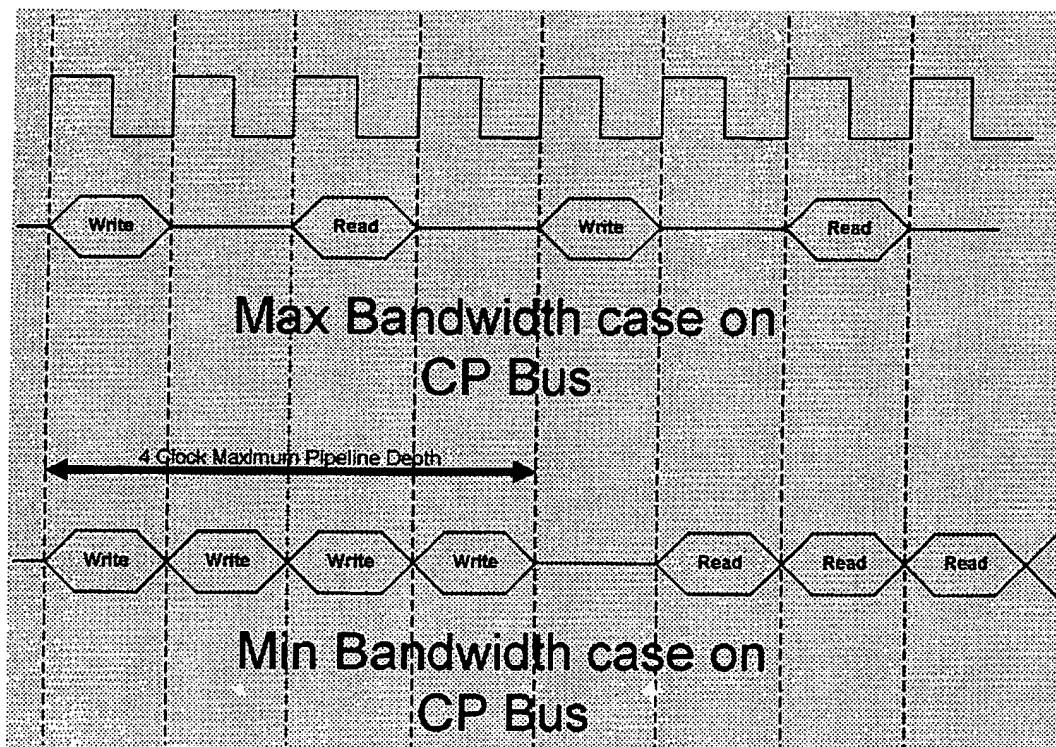 Write Read Write Read
Max Bandwidth case on
CP Bus
4 Clock Maximum Pipeline Depth
Write Write Write Write Read Read Read
Min Bandwidth case on
CP Bus